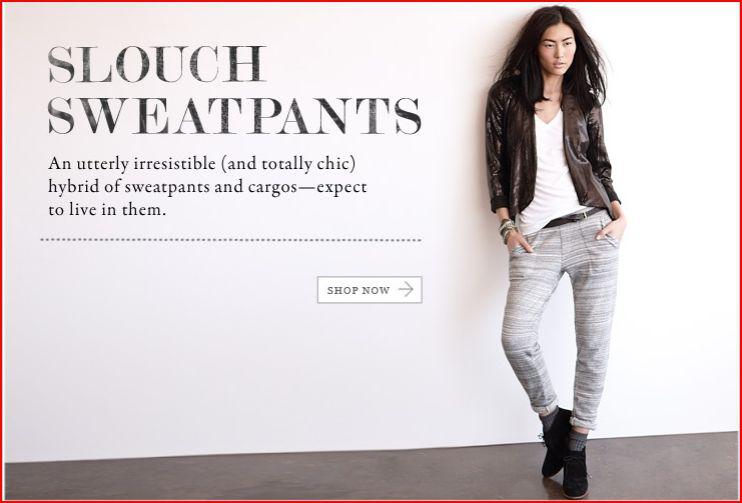 SLOUCH
SWEATPANTS
An utterly irresistible (and totally chic)
hybrid of sweatpants and cargos—expect
to live in them.
SHOP NOW